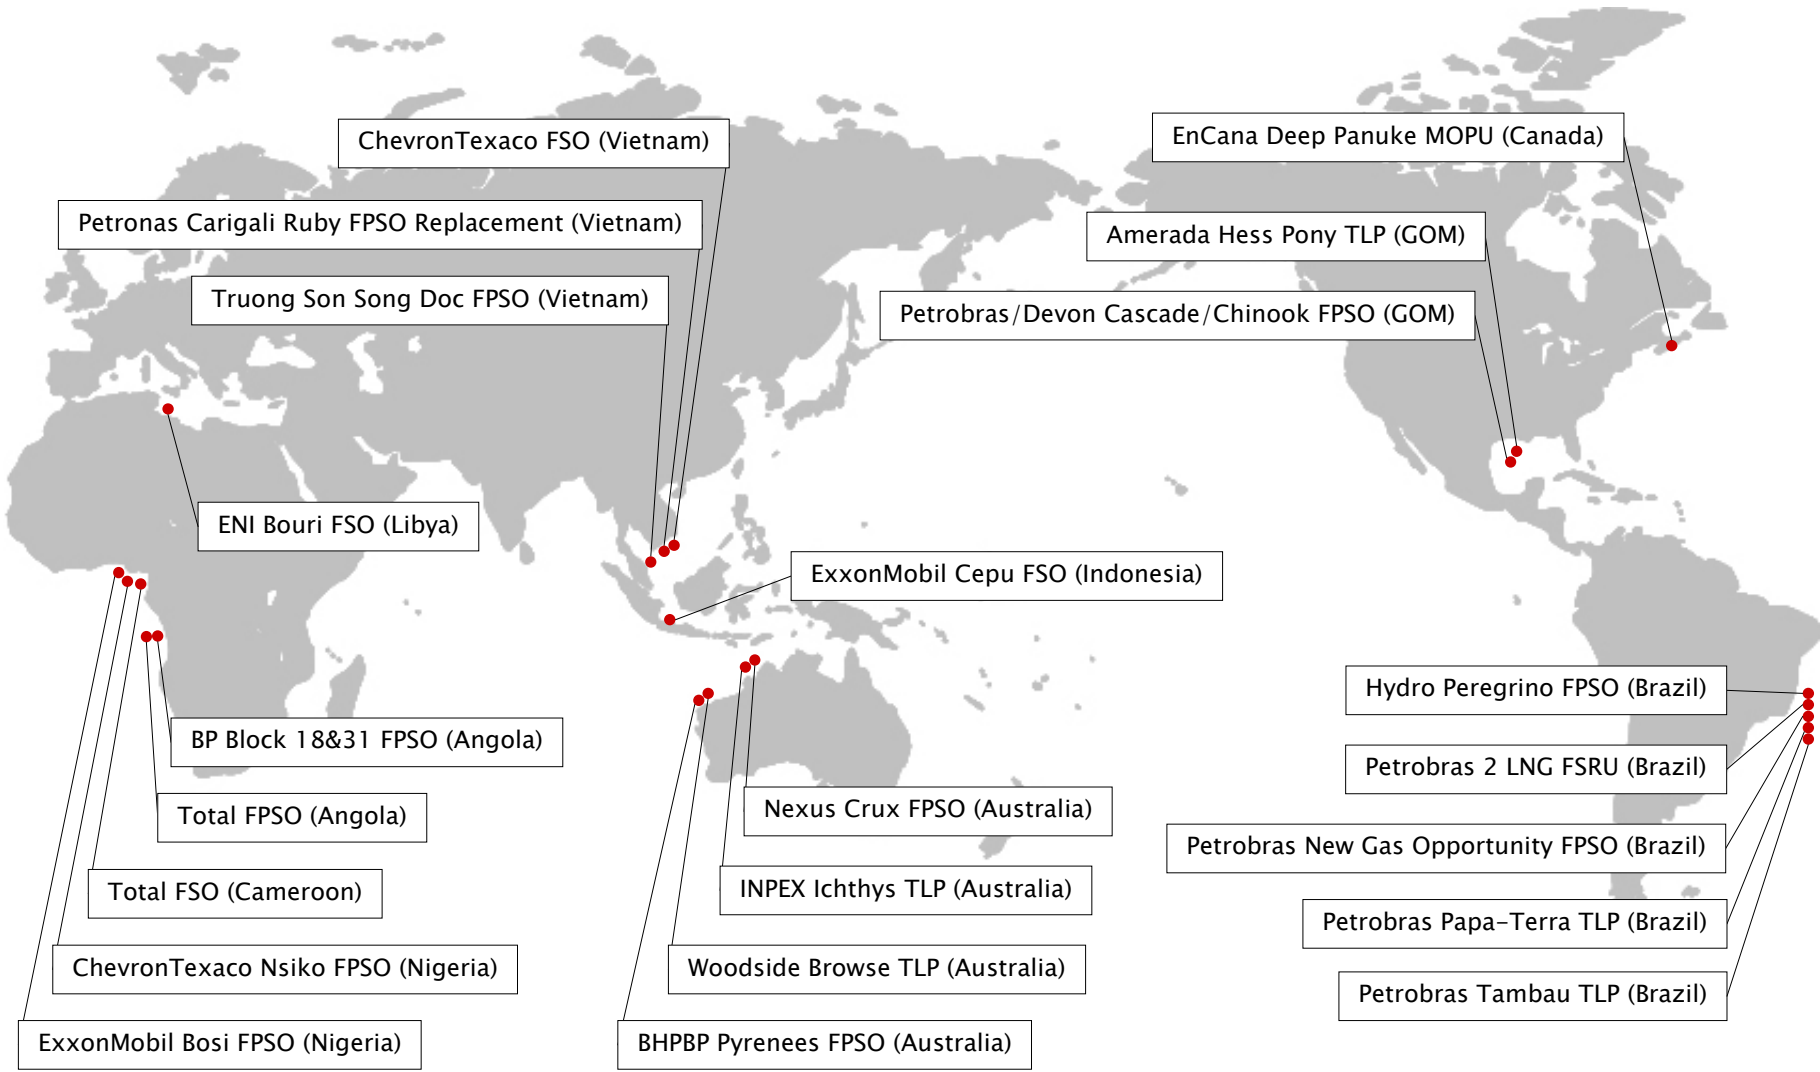 ChevronTexaco FSO (Vietnam)
EnCana Deep Panuke MOPU (Canada)
Petronas Carigali Ruby FPSO Replacement (Vietnam)
Amerada Hess Pony TLP (GOM)
Truong Son Song Doc FPSO (Vietnam)
Petrobras/Devon Cascade/Chinook FPSO (GOM)
ENI Bouri FSO (Libya)
ExxonMobil Cepu FSO (Indonesia)
Hydro Peregrino FPSO (Brazil)
BP Block 18&31 FPSO (Angola)
Petrobras 2 LNG FSRU (Brazil)
Total FPSO (Angola)
Nexus Crux FPSO (Australia)
Petrobras New Gas Opportunity FPSO (Brazil)
Total FSO (Cameroon)
INPEX Ichthys TLP (Australia)
Petrobras Papa-Terra TLP (Brazil)
ChevronTexaco Nsiko FPSO (Nigeria)
Woodside Browse TLP (Australia)
Petrobras Tambau TLP (Brazil)
ExxonMobil Bosi FPSO (Nigeria)
BHPBP Pyrenees FPSO (Australia)